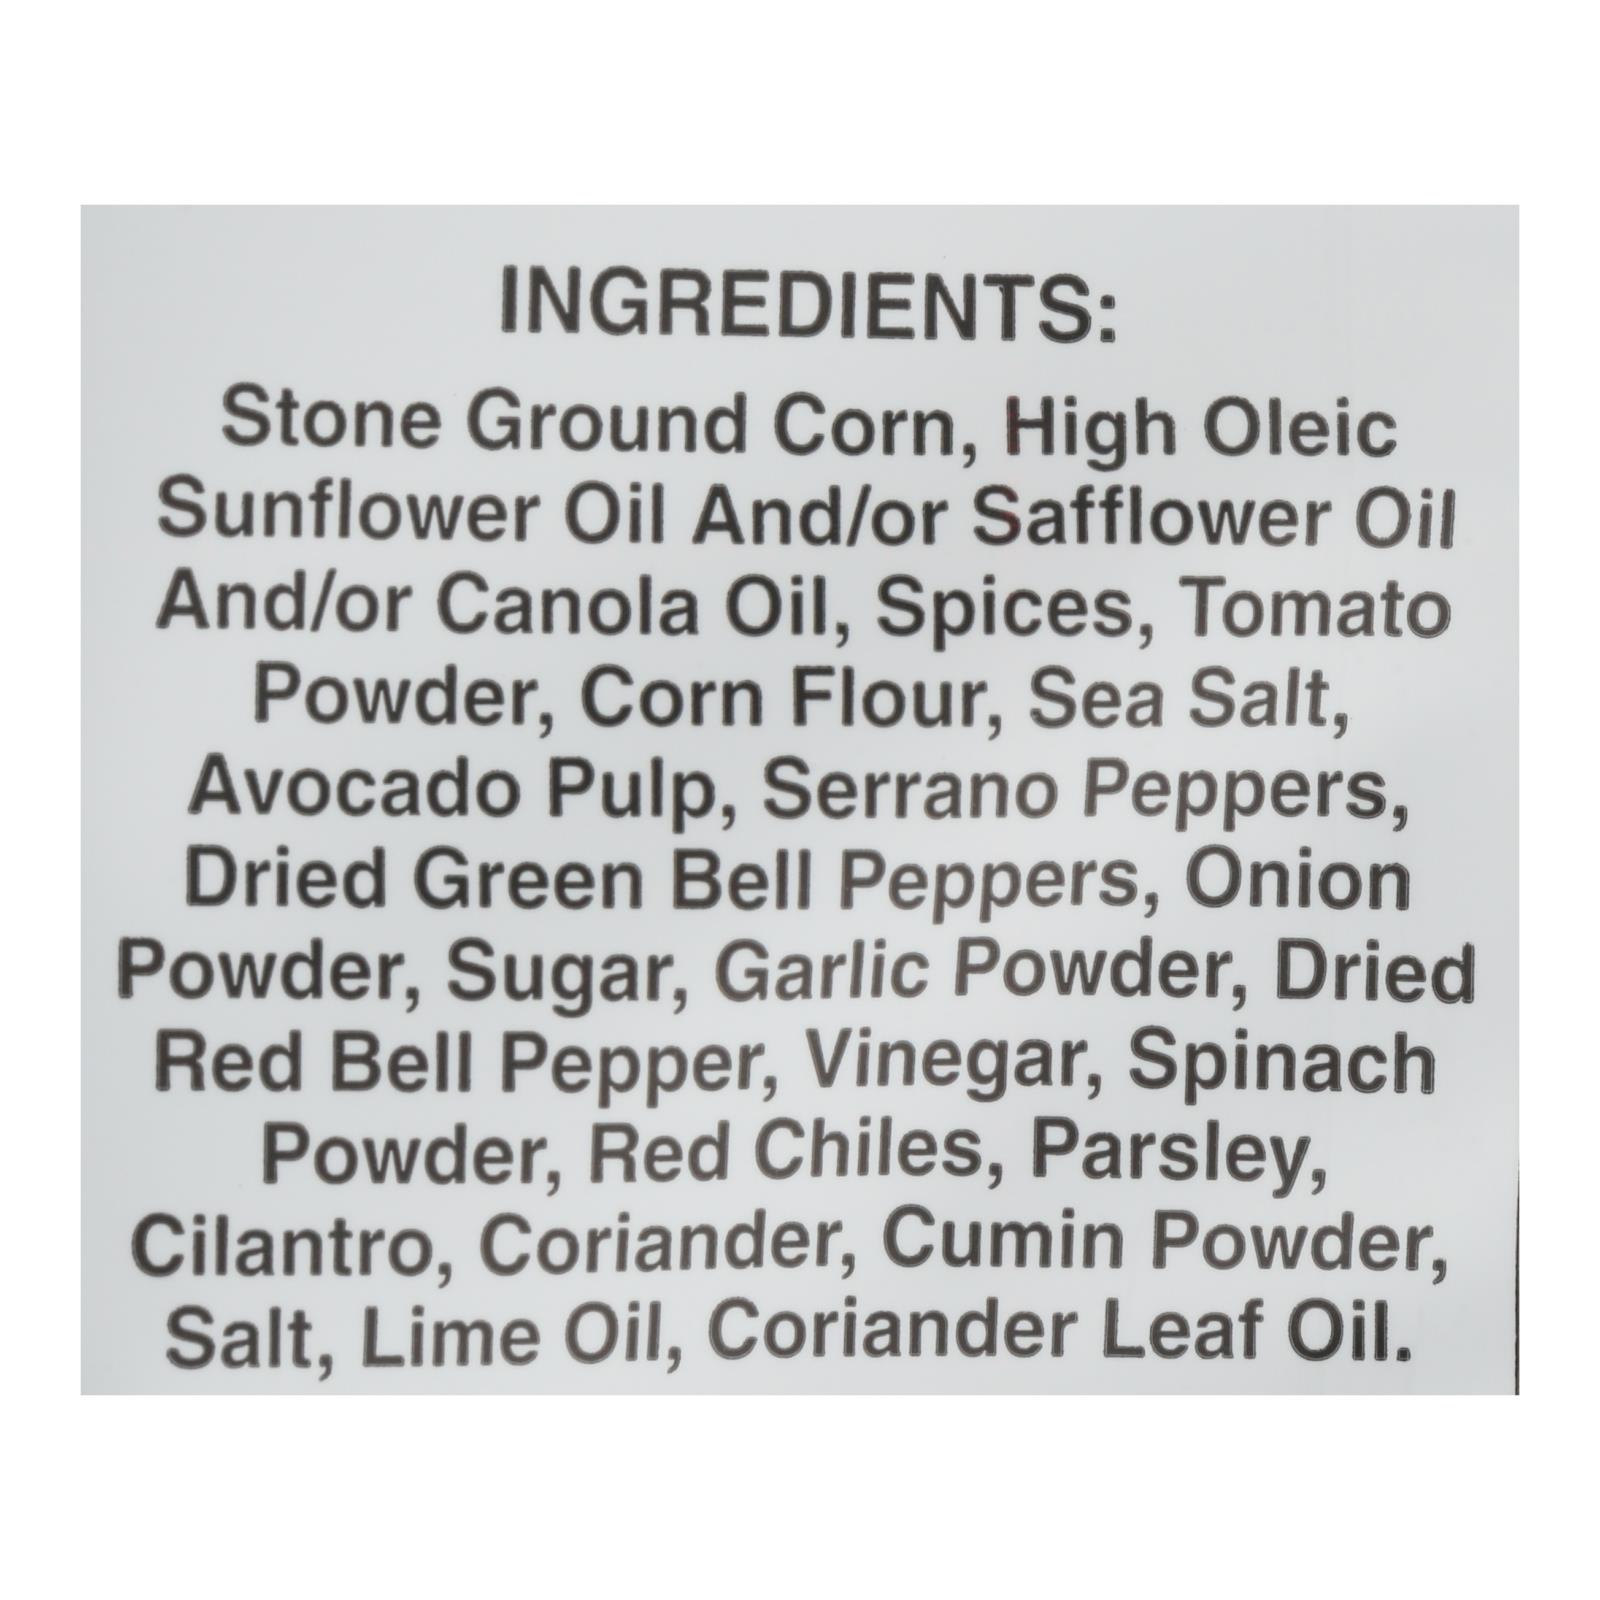 INGREDIENTS:
Stone Ground Corn, High Oleic
Sunflower Oil And/or Safflower Oil
And/or Canola Oil, Spices, Tomato
Powder, Corn Flour, Sea Salt,
Avocado Pulp, Serrano Peppers,
Dried Green Bell Peppers, Onion
Powder, Sugar, Garlic Powder, Dried
Red Bell Pepper, Vinegar, Spinach
Powder, Red Chiles, Parsley,
Cilantro, Coriander, Cumin Powder,
Salt, Lime Oil, Coriander Leaf Oil.